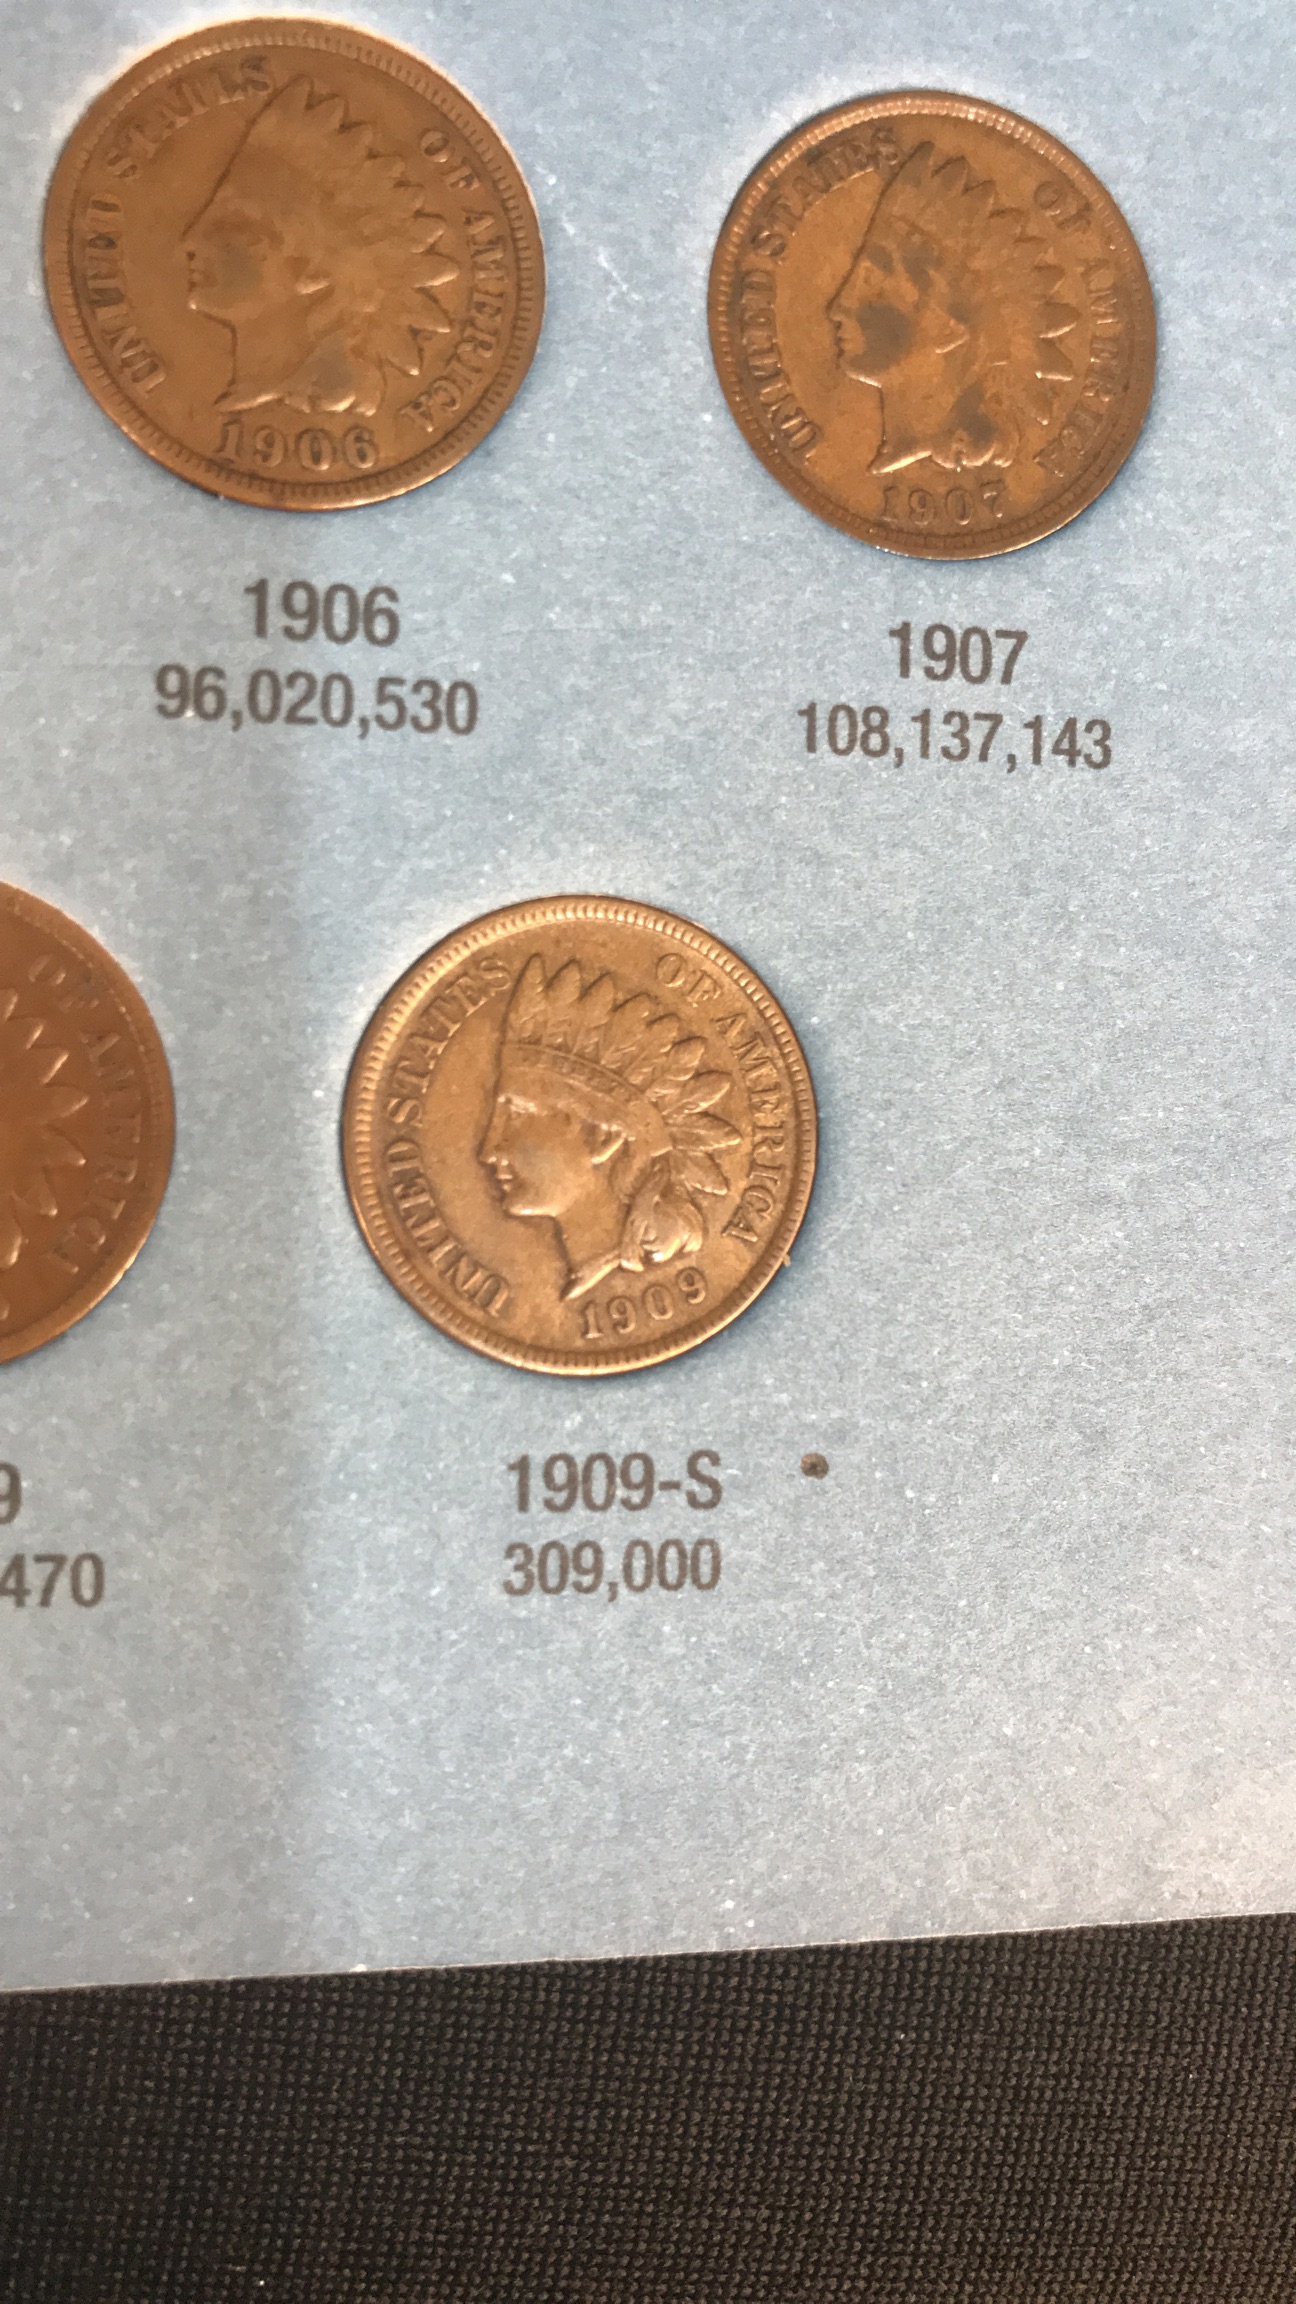 UNITED STATES OF AMERICA
1906
UNITED STATES OF AMERICA
1907
1906
96,020,530
1907
108,137,143
OF AMERICA
UNITED STATES OF AMERICA
1909
9
470
1909-S
309,000